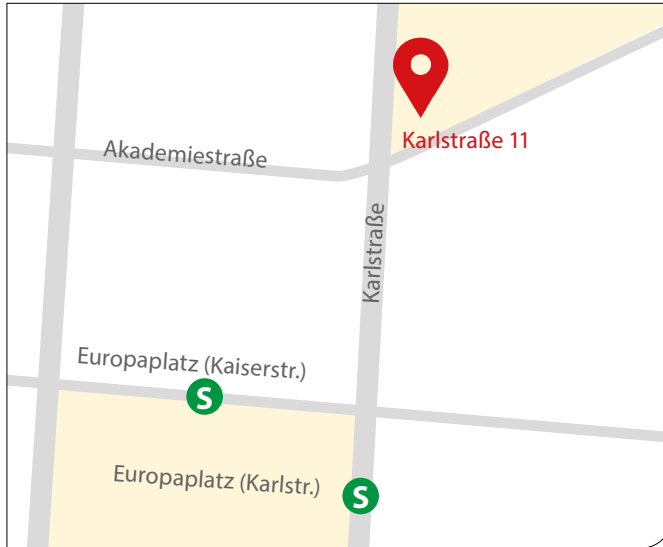 Karlstraße 11
Akademiestraße
Karlstraße
Europaplatz (Kaiserstr.)
S
Europaplatz (Karlstr.)
S